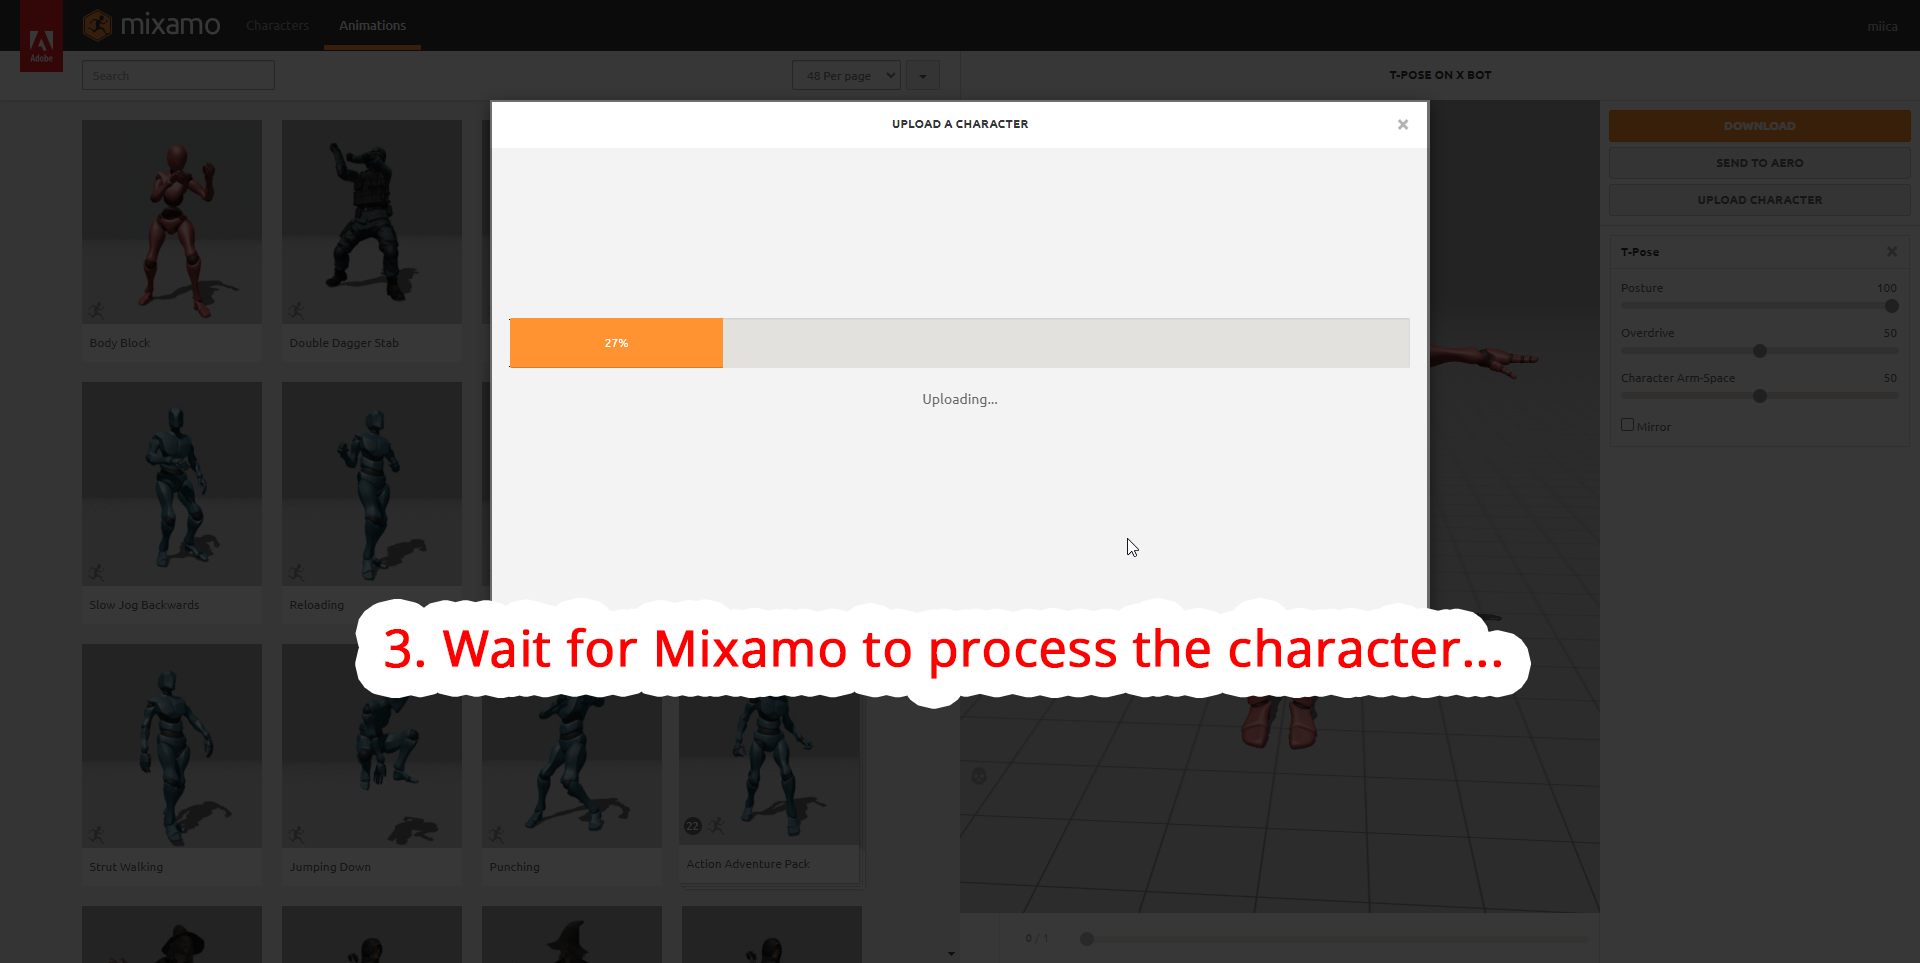 Adobe
mixamo
Characters
Animations
miica
Search
48 Per page
T-POSE ON X BOT
UPLOAD A CHARACTER
27%
Uploading...
DOWNLOAD
SEND TO AERO
UPLOAD CHARACTER
T-Pose
Posture 100
Overdrive 50
Character Arm-Space 50
Mirror
Body Block
Double Dagger Stab
Slow Jog Backwards
Reloading
3. Wait for Mixamo to process the character...
22
Strut Walking
Jumping Down
Punching
Action Adventure Pack
0 / 1